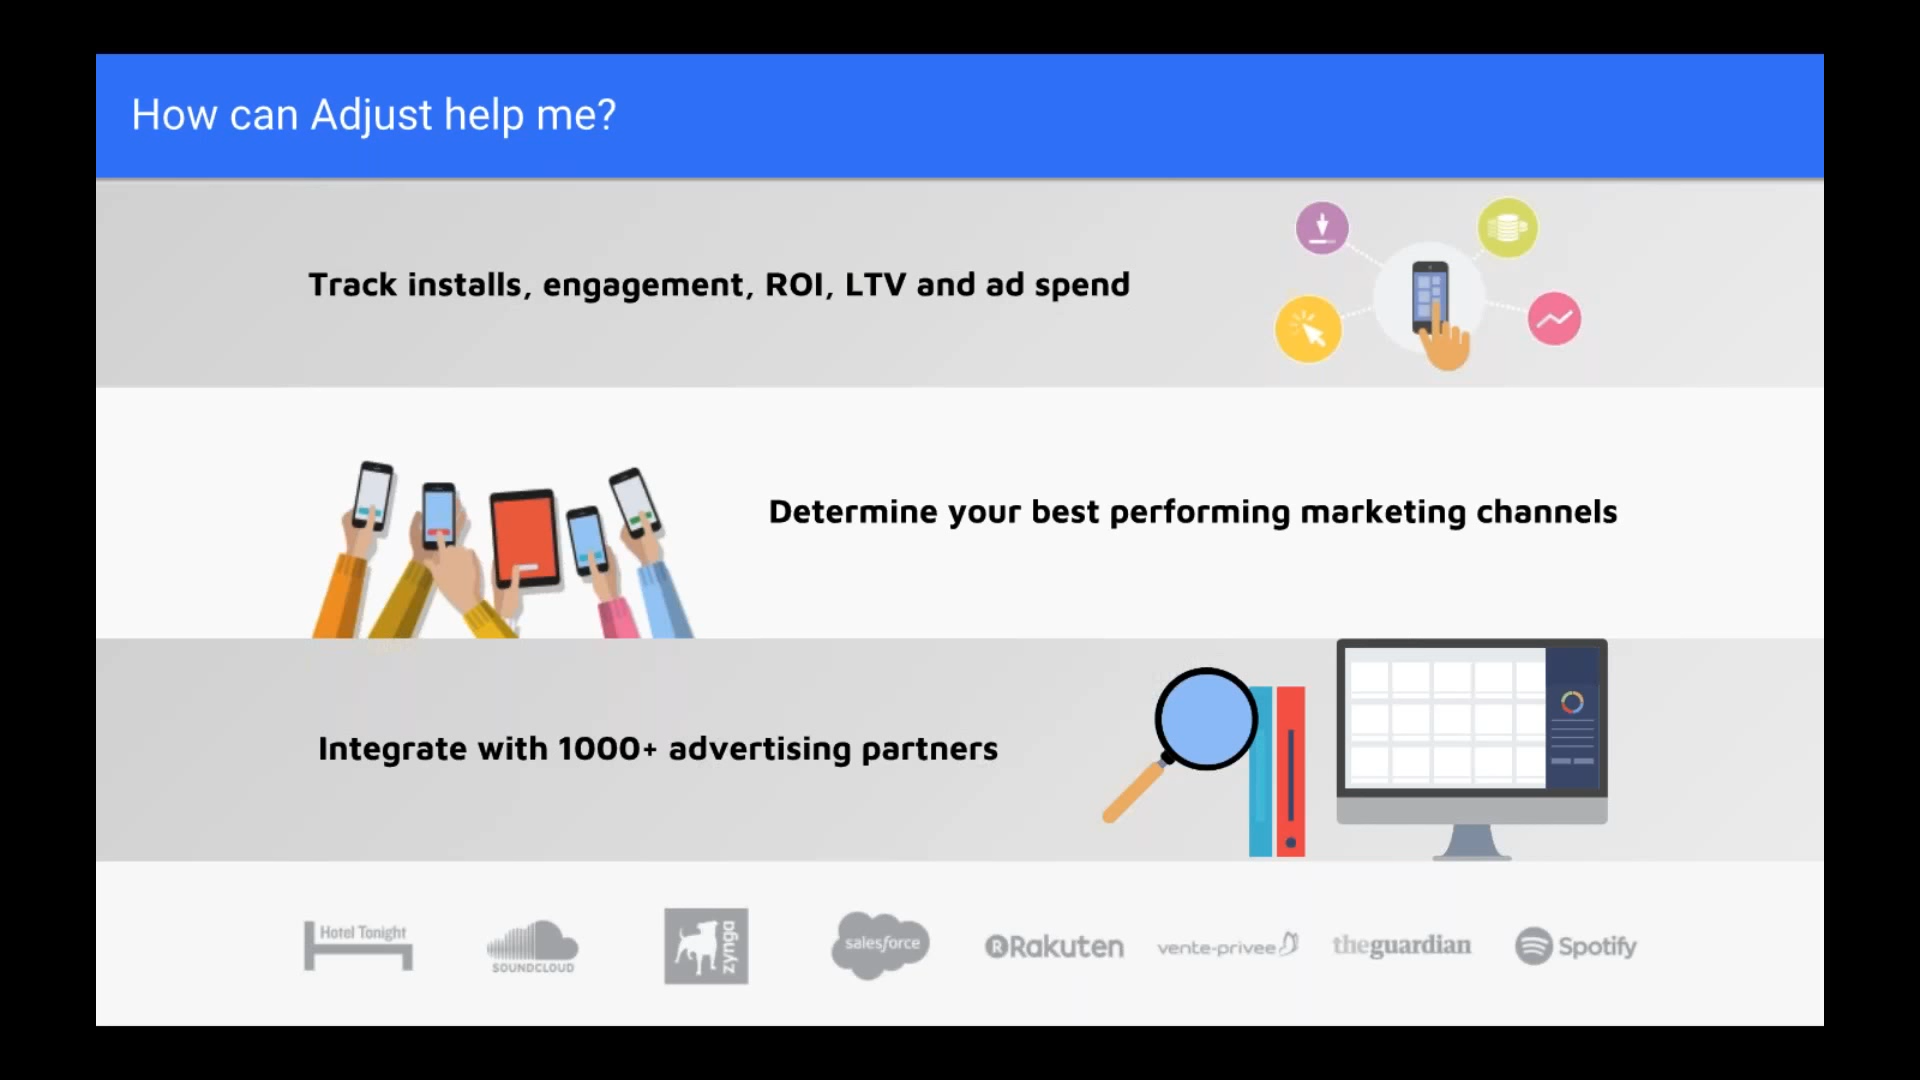 How can Adjust help me?
Track installs, engagement, ROI, LTV and ad spend
Determine your best performing marketing channels
Integrate with 1000+ advertising partners
Hotel Tonight
SOUNDCLOUD
zynga
salesforce
Rakuten
vente-privee
theguardian
Spotify